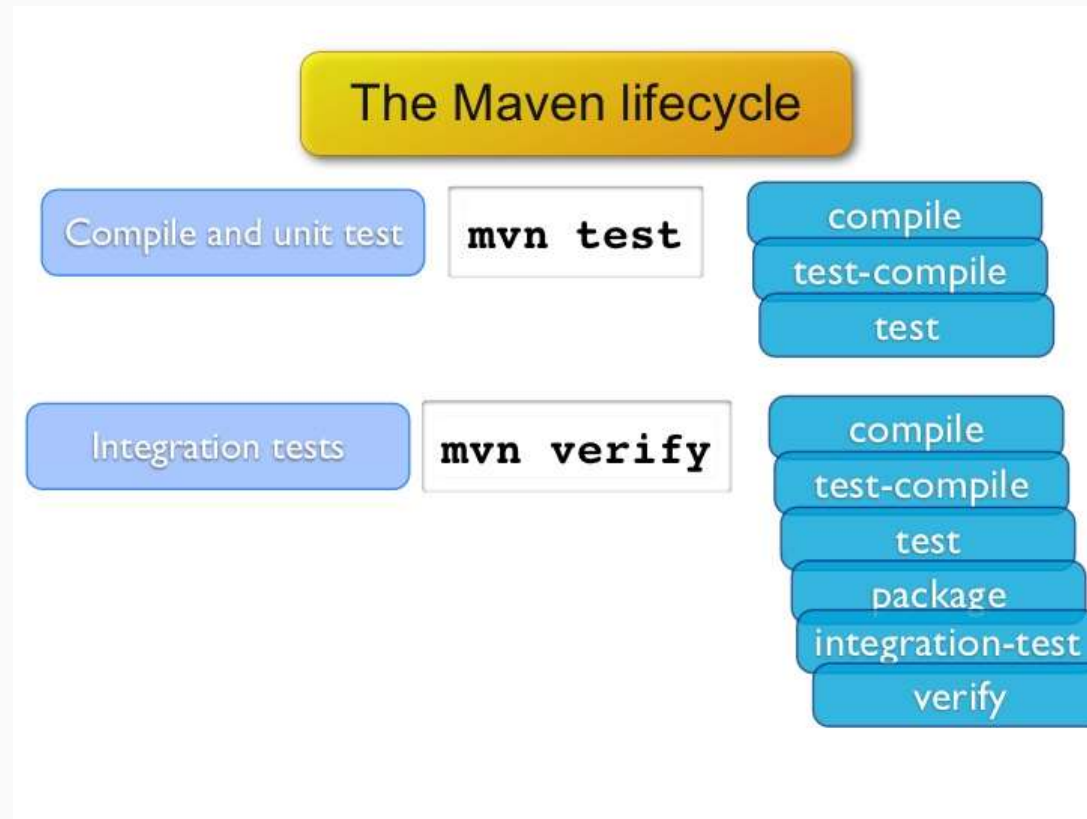 The Maven lifecycle
Compile and unit test
mvn test
compile
test-compile
test
Integration tests
mvn verify
compile
test-compile
test
package
integration-test
verify